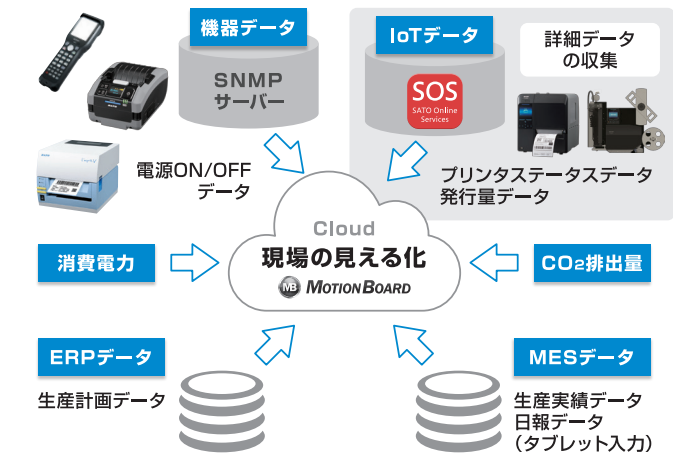 機器データ
SNMP
サーバー
電源ON/OFF
データ
IoTデータ
SOS
SATO Online
Services
詳細データ
の収集
プリンタステータスデータ
発行量データ
Cloud
現場の見える化
MB MOTIONBOARD
消費電力
CO₂排出量
ERPデータ
生産計画データ
MESデータ
生産実績データ
日報データ
（タブレット入力）